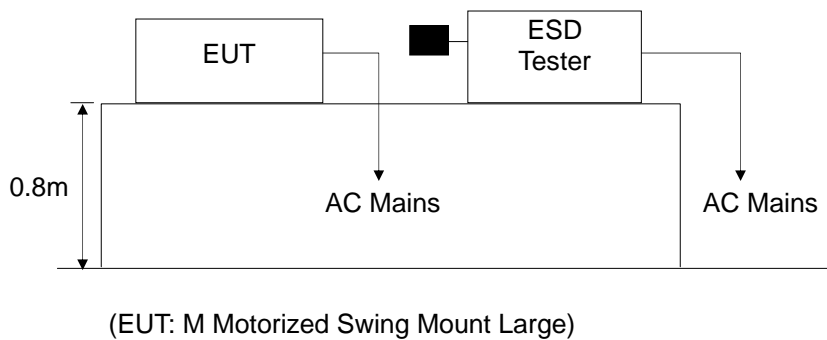 EUT
ESD
Tester
0.8m
AC Mains
AC Mains
(EUT: M Motorized Swing Mount Large)